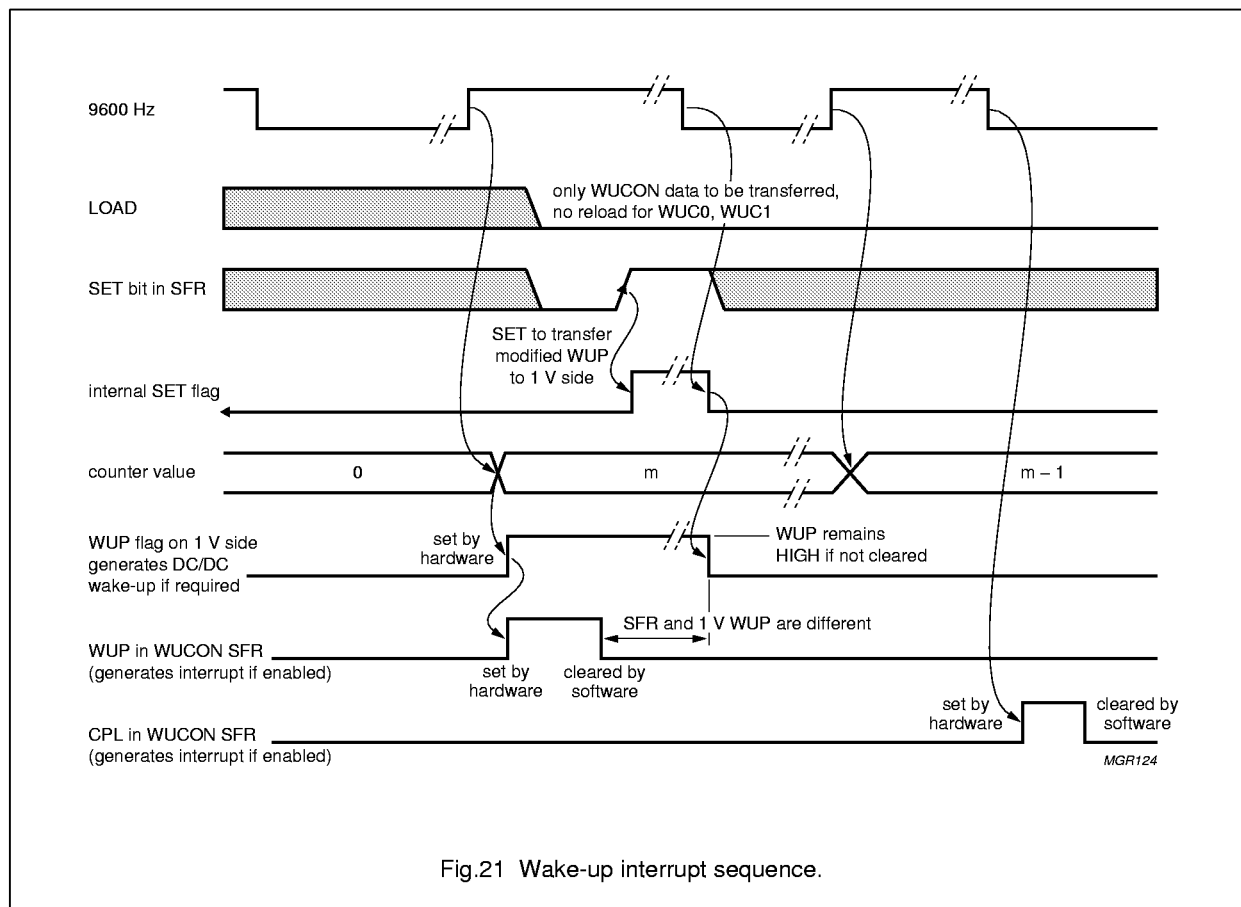 9600 Hz
LOAD
only WUCON data to be transferred,
no reload for WUC0, WUC1
SET bit in SFR
SET to transfer
modified WUP
to 1 V side
internal SET flag
counter value
0
m
m – 1
WUP flag on 1 V side
generates DC/DC
wake-up if required
set by
hardware
WUP remains
HIGH if not cleared
SFR and 1 V WUP are different
WUP in WUCON SFR
(generates interrupt if enabled)
set by
hardware
cleared by
software
CPL in WUCON SFR
(generates interrupt if enabled)
set by
hardware
cleared by
software
MGR124
Fig.21 Wake-up interrupt sequence.